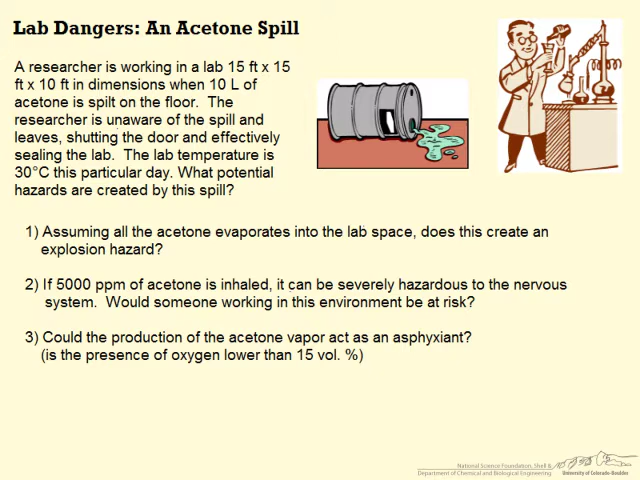 Lab Dangers: An Acetone Spill
A researcher is working in a lab 15 ft x 15
ft x 10 ft in dimensions when 10 L of
acetone is spilt on the floor.  The
researcher is unaware of the spill and
leaves, shutting the door and effectively
sealing the lab.  The lab temperature is
30°C this particular day. What potential
hazards are created by this spill?
1) Assuming all the acetone evaporates into the lab space, does this create an
explosion hazard?
2) If 5000 ppm of acetone is inhaled, it can be severely hazardous to the nervous
system.  Would someone working in this environment be at risk?
3) Could the production of the acetone vapor act as an asphyxiant?
(is the presence of oxygen lower than 15 vol. %)
National Science Foundation, Shell &
Department of Chemical and Biological Engineering
University of Colorado-Boulder